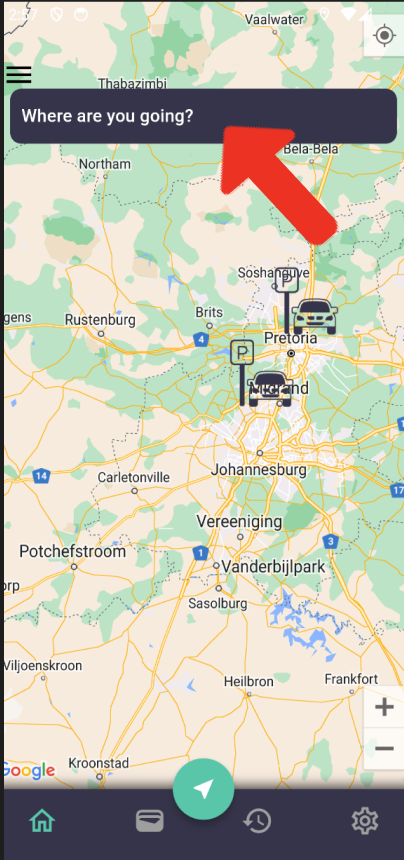 Vaalwater
Thabazimbi
Where are you going?
Bela-Bela
Northam
Soshanguve
P
gens
Rustenburg
Brits
4
Pretoria
P
Midrand
14
Carletonville
Johannesburg
17
Vereeniging
Potchefstroom
1
3
Vanderbijlpark
orp
Sasolburg
Viljoenskroon
Heilbron
Frankfort
+
−
Google
Kroonstad